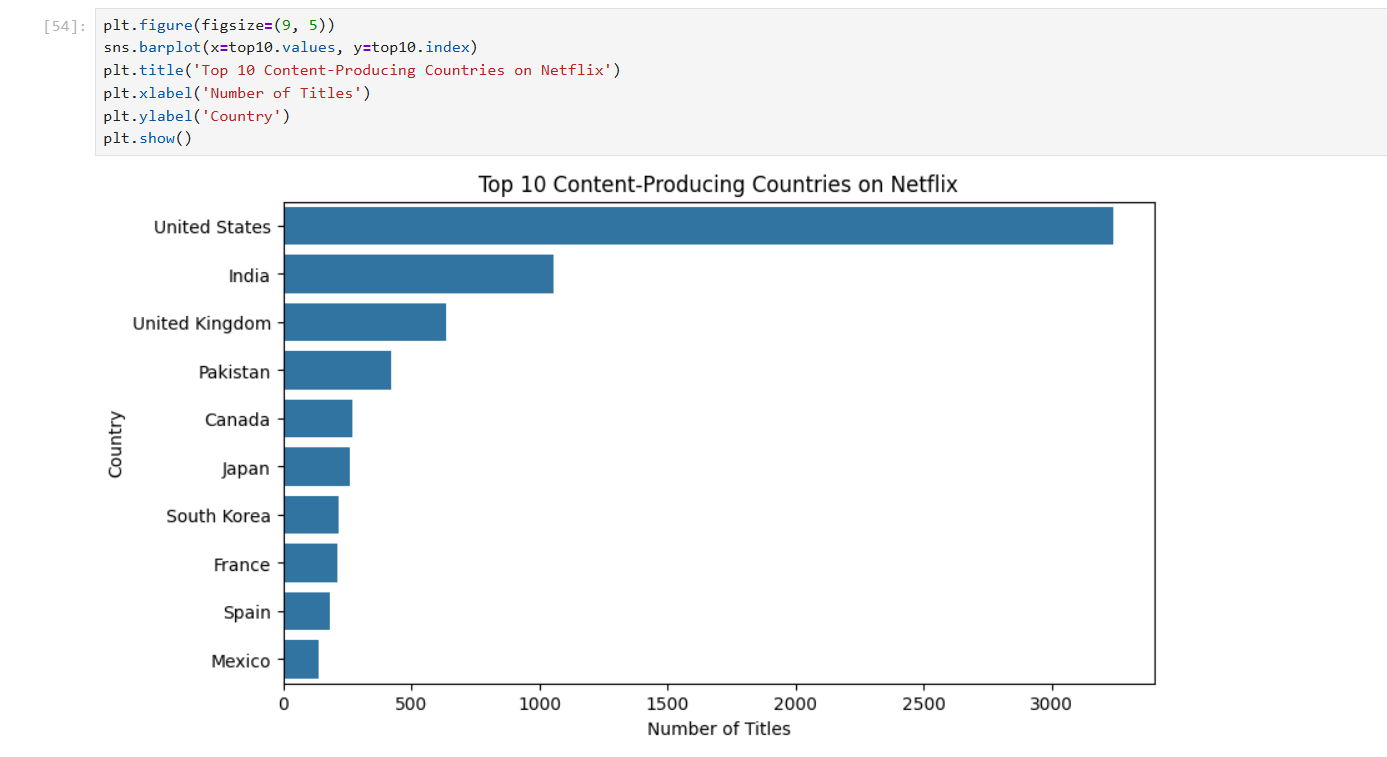 [54]: plt.figure(figsize=(9, 5))
sns.barplot(x=top10.values, y=top10.index)
plt.title('Top 10 Content-Producing Countries on Netflix')
plt.xlabel('Number of Titles')
plt.ylabel('Country')
plt.show()
Top 10 Content-Producing Countries on Netflix
United States
India
United Kingdom
Pakistan
Canada
Japan
South Korea
France
Spain
Mexico
Country
0 500 1000 1500 2000 2500 3000
Number of Titles